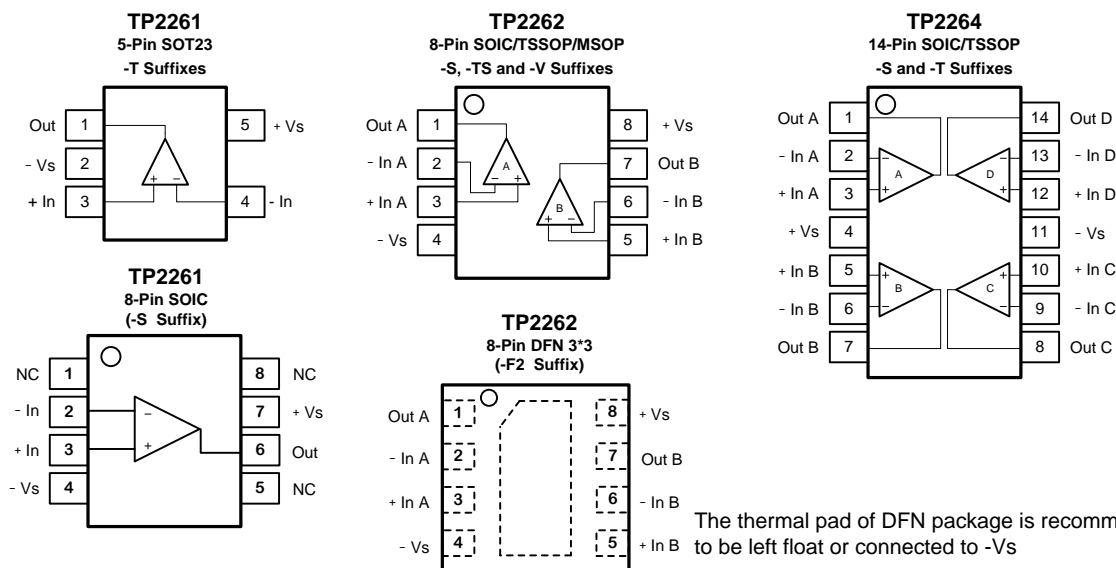 TP2261
5-Pin SOT23
-T Suffixes
Out 1
- Vs 2
+ In 3
5 + Vs
4 - In
+ -
TP2262
8-Pin SOIC/TSSOP/MSOP
-S, -TS and -V Suffixes
Out A 1
- In A 2
+ In A 3
- Vs 4
8 + Vs
7 Out B
6 - In B
5 + In B
A
- +
B
+ -
TP2264
14-Pin SOIC/TSSOP
-S and -T Suffixes
Out A 1
- In A 2
+ In A 3
+ Vs 4
+ In B 5
- In B 6
Out B 7
14 Out D
13 - In D
12 + In D
11 - Vs
10 + In C
9 - In C
8 Out C
- A +
- D +
+ B -
+ C -
TP2261
8-Pin SOIC
(-S Suffix)
NC 1
- In 2
+ In 3
- Vs 4
8 NC
7 + Vs
6 Out
5 NC
-
+
TP2262
8-Pin DFN 3*3
(-F2 Suffix)
Out A 1
- In A 2
+ In A 3
- Vs 4
8 + Vs
7 Out B
6 - In B
5 + In B
The thermal pad of DFN package is recomm
to be left float or connected to -Vs